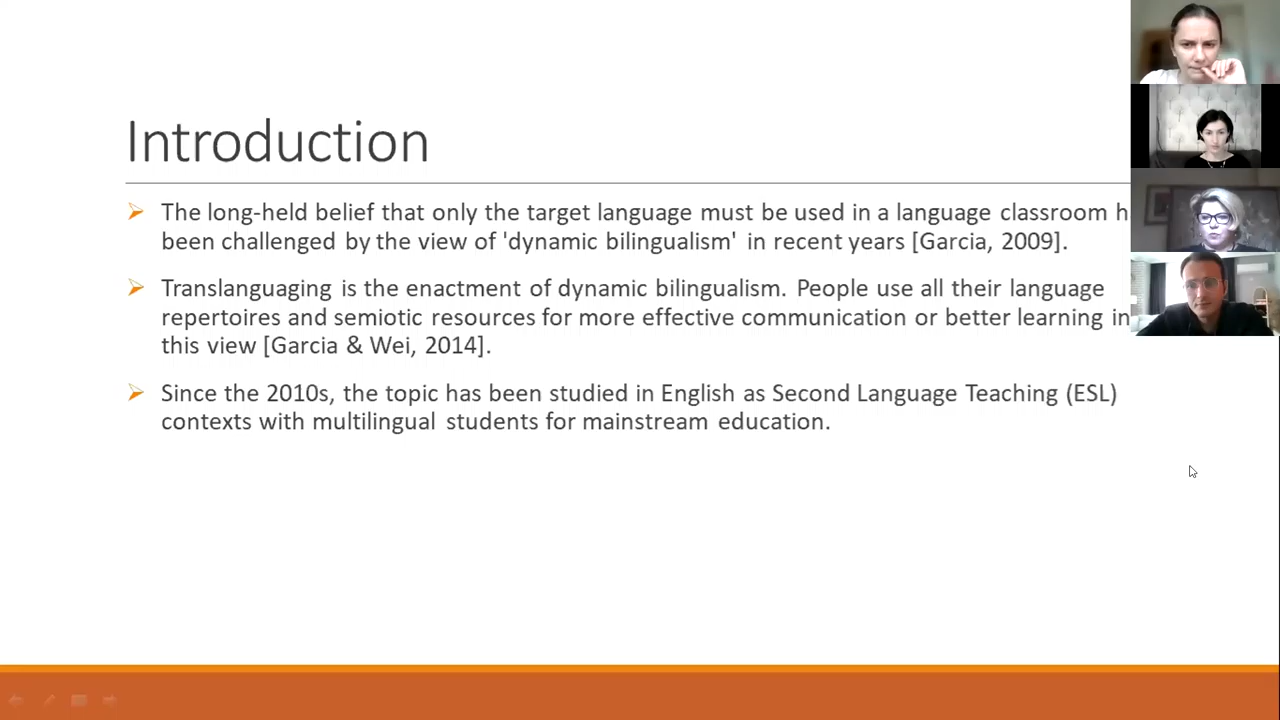 Introduction
The long-held belief that only the target language must be used in a language classroom
been challenged by the view of 'dynamic bilingualism' in recent years [Garcia, 2009].
Translanguaging is the enactment of dynamic bilingualism. People use all their language
repertoires and semiotic resources for more effective communication or better learning in
this view [Garcia & Wei, 2014].
Since the 2010s, the topic has been studied in English as Second Language Teaching (ESL)
contexts with multilingual students for mainstream education.